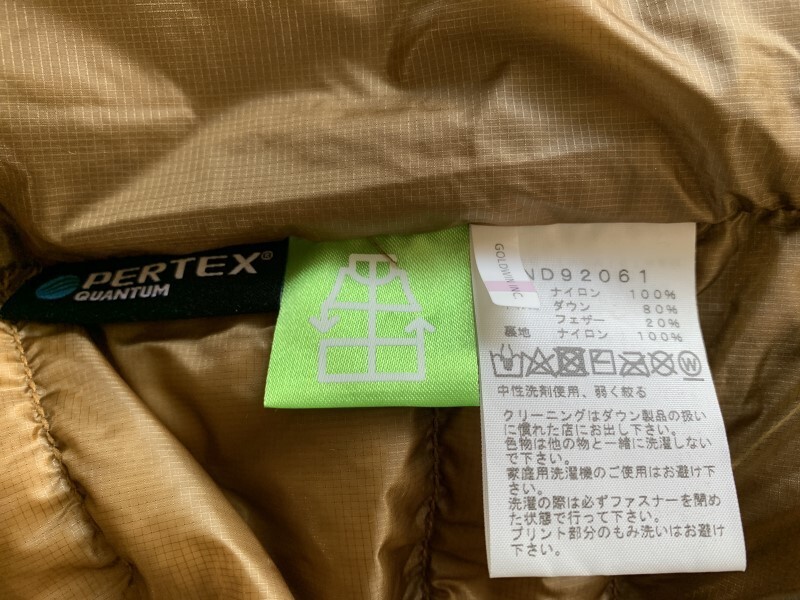 PERTEX®
QUANTUM
GOLDWIN INC.
ND92061
ナイロン 100%
ダウン 80%
フェザー 20%
裏地 ナイロン 100%
W
中性洗剤使用、弱く絞る
クリーニングはダウン製品の扱い
に慣れた店にお出し下さい。
色物は他の物と一緒に洗濯しない
で下さい。
家庭用洗濯機のご使用はお避け下
さい。
洗濯の際は必ずファスナーを閉め
た状態で行って下さい。
プリント部分のもみ洗いはお避け
下さい。